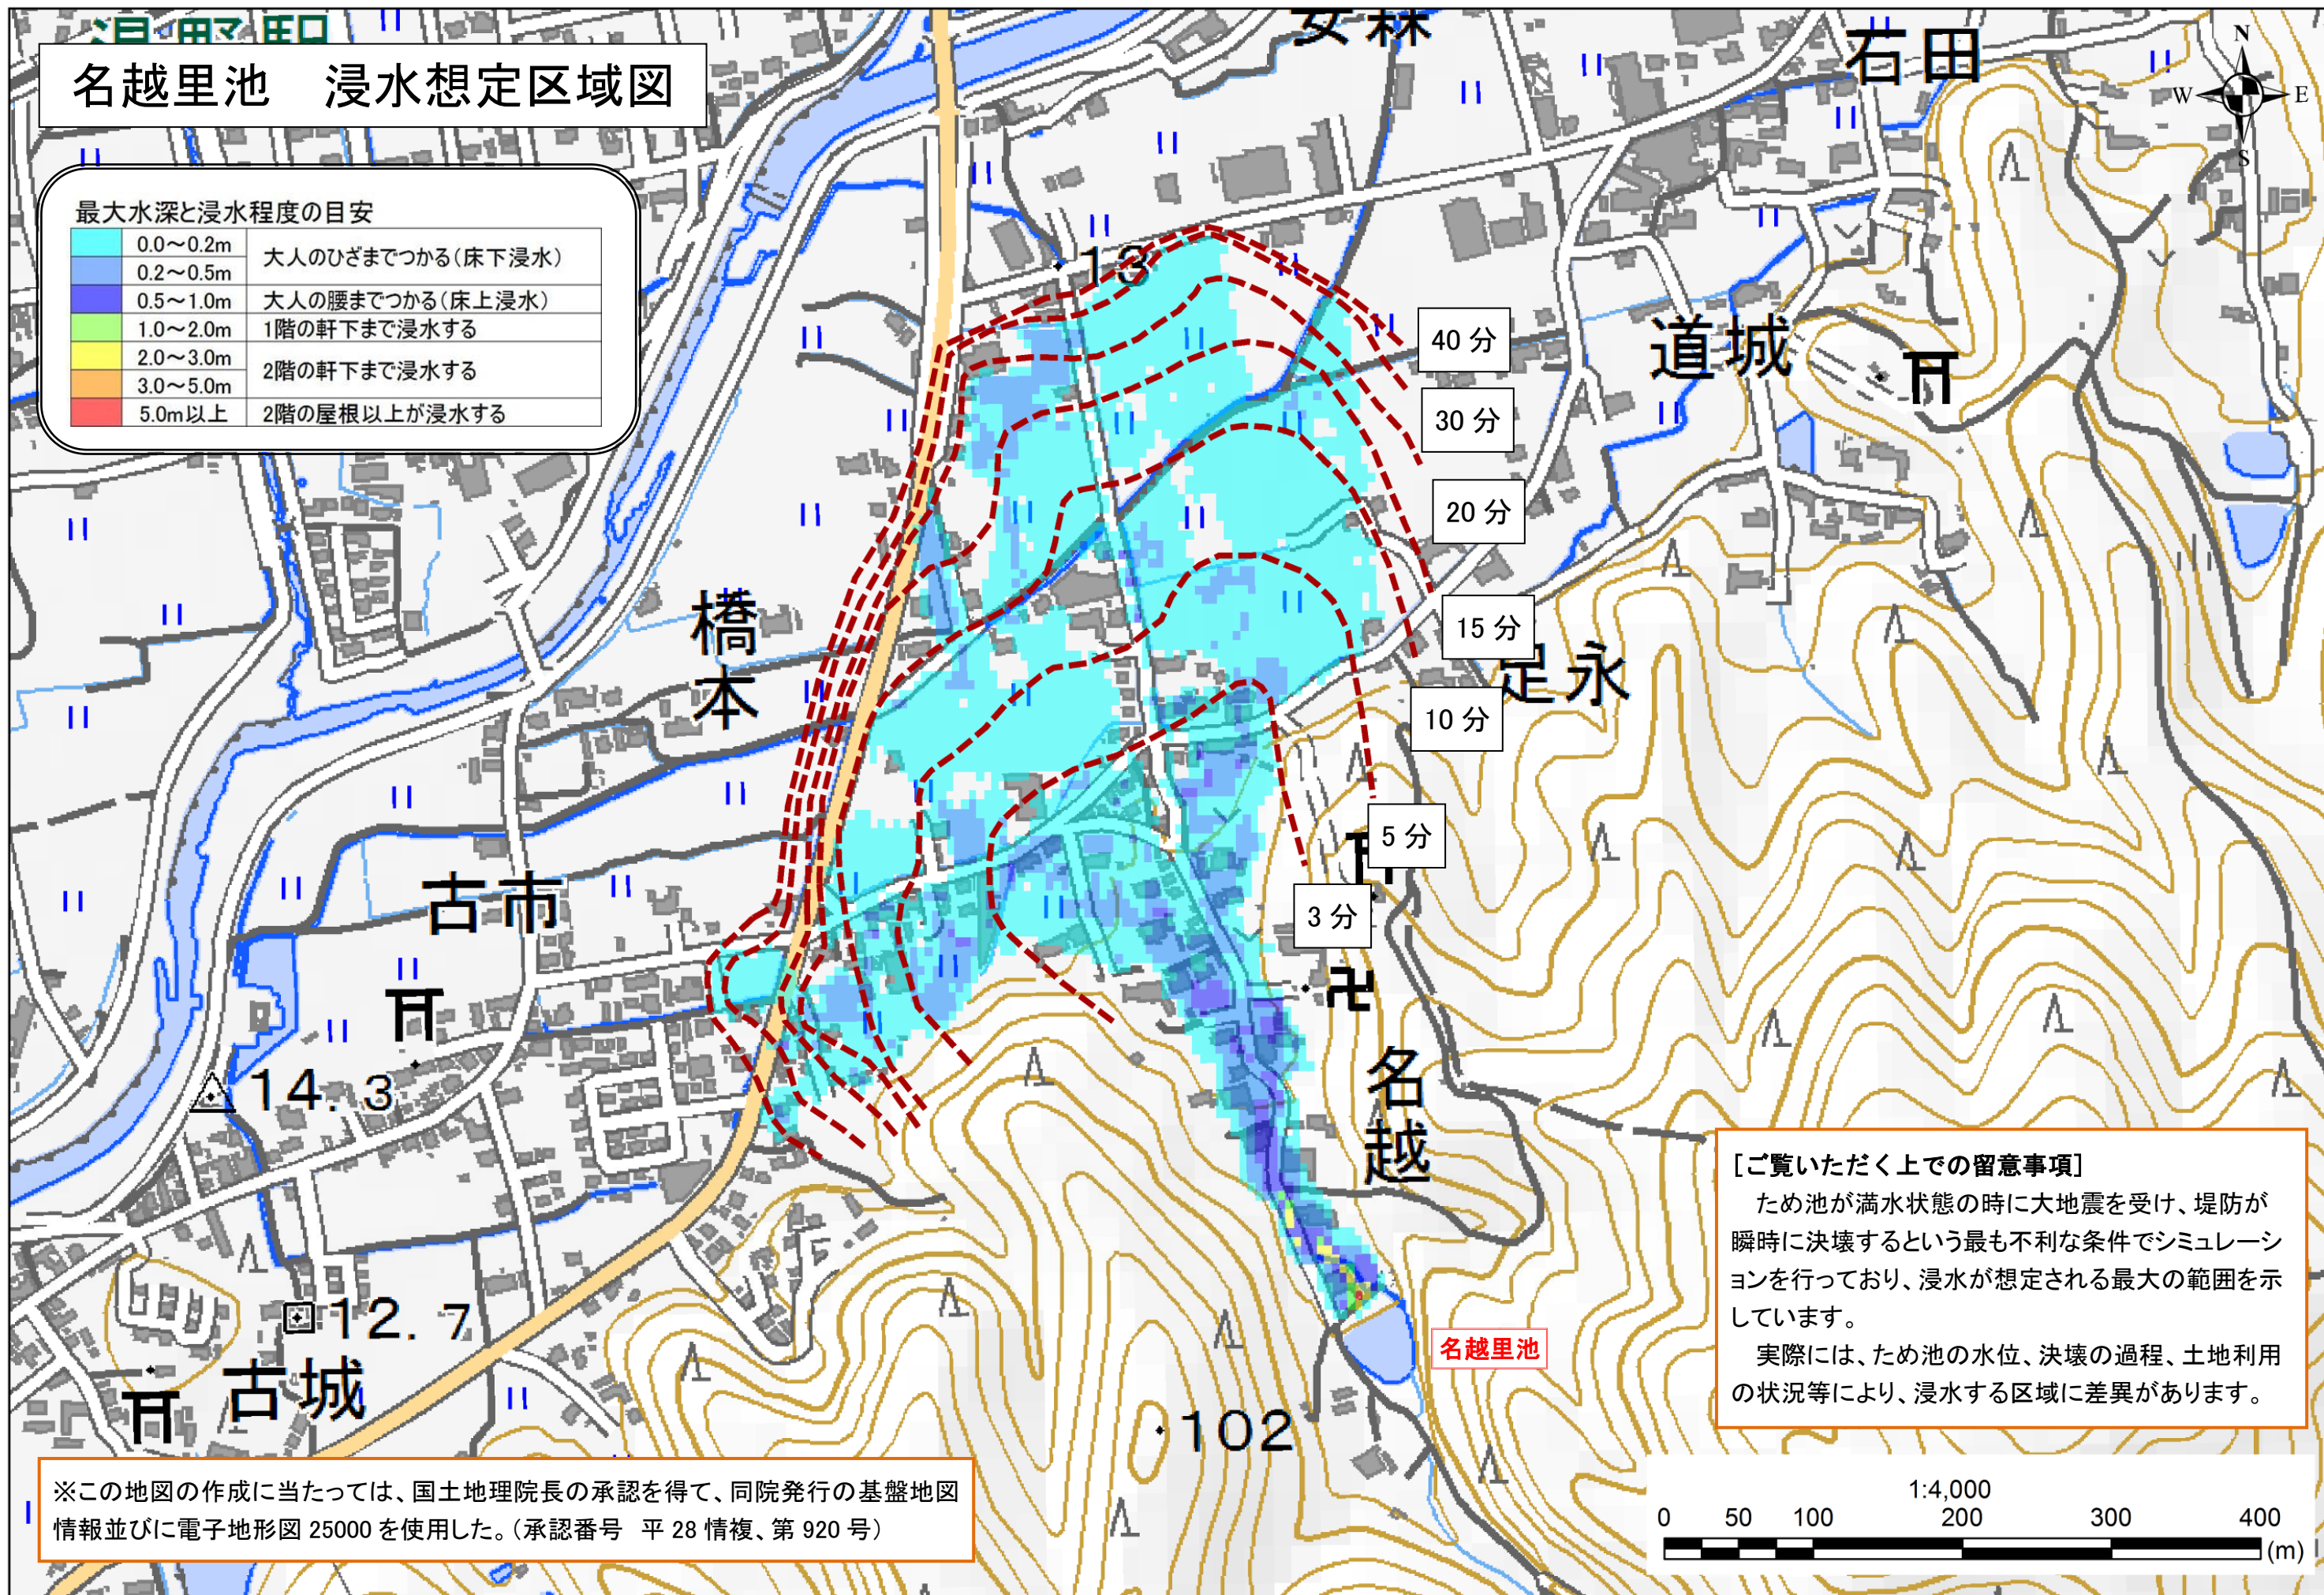 名越里池　浸水想定区域図
安森
石田
N
W
E
S
最大水深と浸水程度の目安
0.0～0.2m
大人のひざまでつかる（床下浸水）
0.2～0.5m
0.5～1.0m　大人の腰までつかる（床上浸水）
1.0～2.0m　1階の軒下まで浸水する
2.0～3.0m
2階の軒下まで浸水する
3.0～5.0m
5.0m以上　2階の屋根以上が浸水する
13
40 分
道城
30 分
20 分
15 分
橋本
足永
10 分
5 分
古市
3 分
14.3
名越
12.7
古城
名越里池
102
［ご覧いただく上での留意事項］
ため池が満水状態の時に大地震を受け、堤防が
瞬時に決壊するという最も不利な条件でシミュレーシ
ョンを行っており、浸水が想定される最大の範囲を示
しています。
実際には、ため池の水位、決壊の過程、土地利用
の状況等により、浸水する区域に差異があります。
※この地図の作成に当たっては、国土地理院長の承認を得て、同院発行の基盤地図
情報並びに電子地形図 25000 を使用した。（承認番号　平 28 情複、第 920 号）
1:4,000
0 50 100 200 300 400
(m)